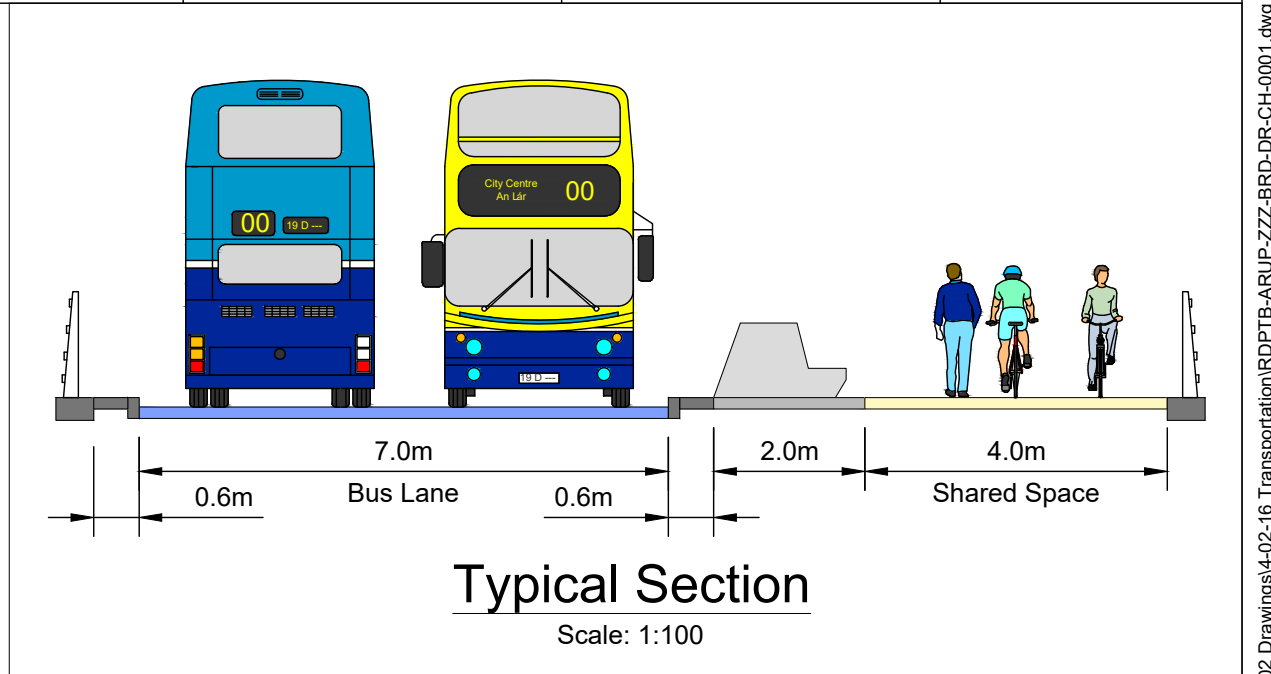 City Centre
An Lár
00
00
19 D ---
19 D ---
7.0m
2.0m
4.0m
Bus Lane
Shared Space
0.6m
0.6m
Typical Section
Scale: 1:100
02 Drawings\4-02-16 Transportation\RDPTB-ARUP-ZZZ-BRD-DR-CH-0001.dwg